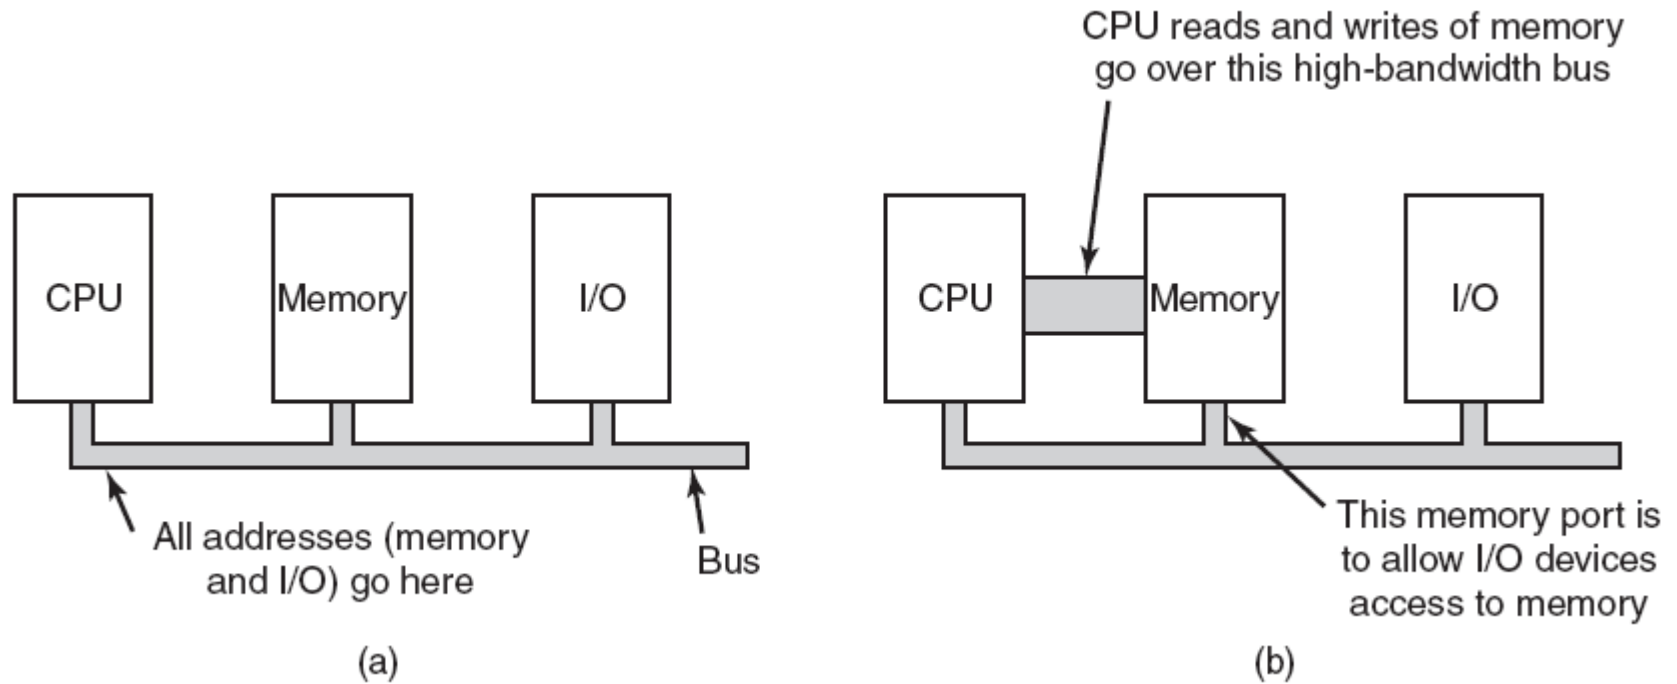 CPU reads and writes of memory
go over this high-bandwidth bus
CPU
Memory
I/O
CPU
Memory
I/O
All addresses (memory
and I/O) go here
Bus
This memory port is
to allow I/O devices
access to memory
(a)
(b)